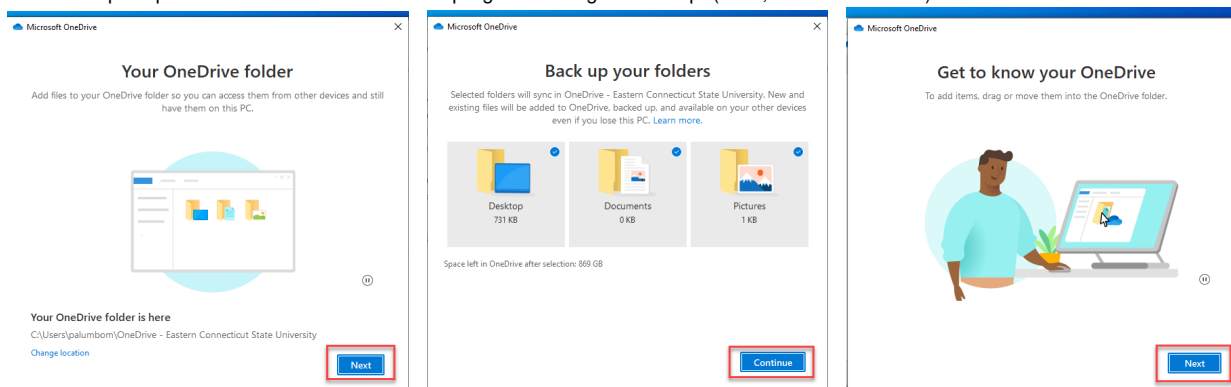 Microsoft OneDrive
Your OneDrive folder
Add files to your OneDrive folder so you can access them from other devices and still
have them on this PC.
Your OneDrive folder is here
C:\Users\palumbom\OneDrive - Eastern Connecticut State University
Change location
Next
Microsoft OneDrive
Back up your folders
Selected folders will sync in OneDrive - Eastern Connecticut State University. New and
existing files will be added to OneDrive, backed up, and available on your other devices
even if you lose this PC. Learn more.
Desktop
731 KB
Documents
0 KB
Pictures
1 KB
Space left in OneDrive after selection: 869 GB
Continue
Microsoft OneDrive
Get to know your OneDrive
To add items, drag or move them into the OneDrive folder.
Next